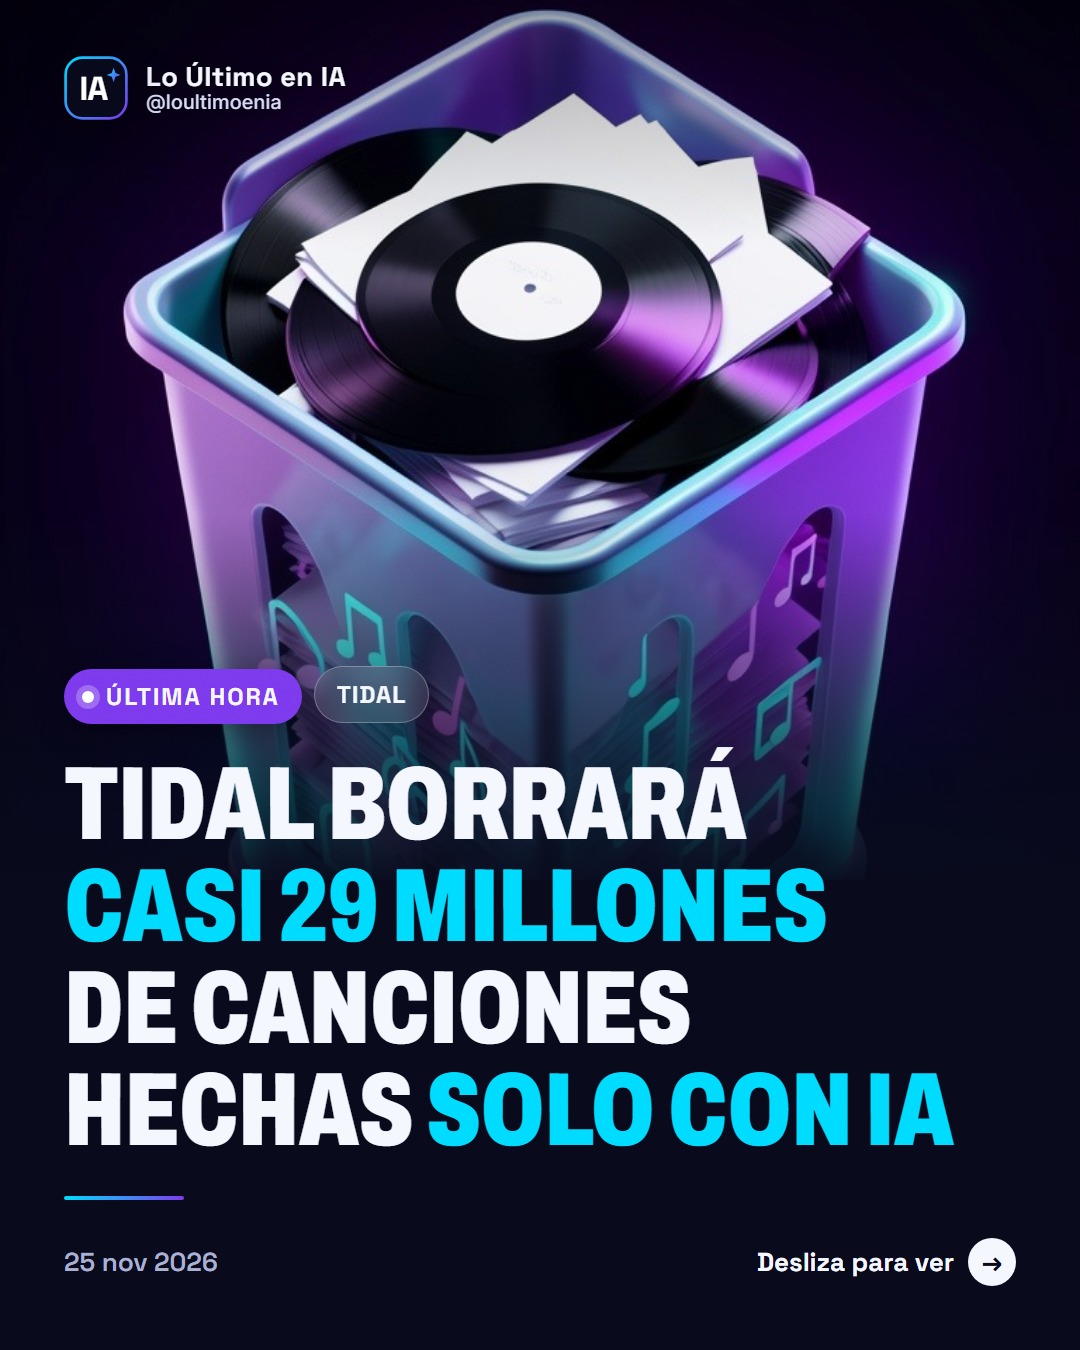 IA
Lo Último en IA
@loultimoenia
ÚLTIMA HORA
TIDAL
TIDAL BORRARÁ
CASI 29 MILLONES
DE CANCIONES
HECHAS SOLO CON IA
25 nov 2026
Desliza para ver →